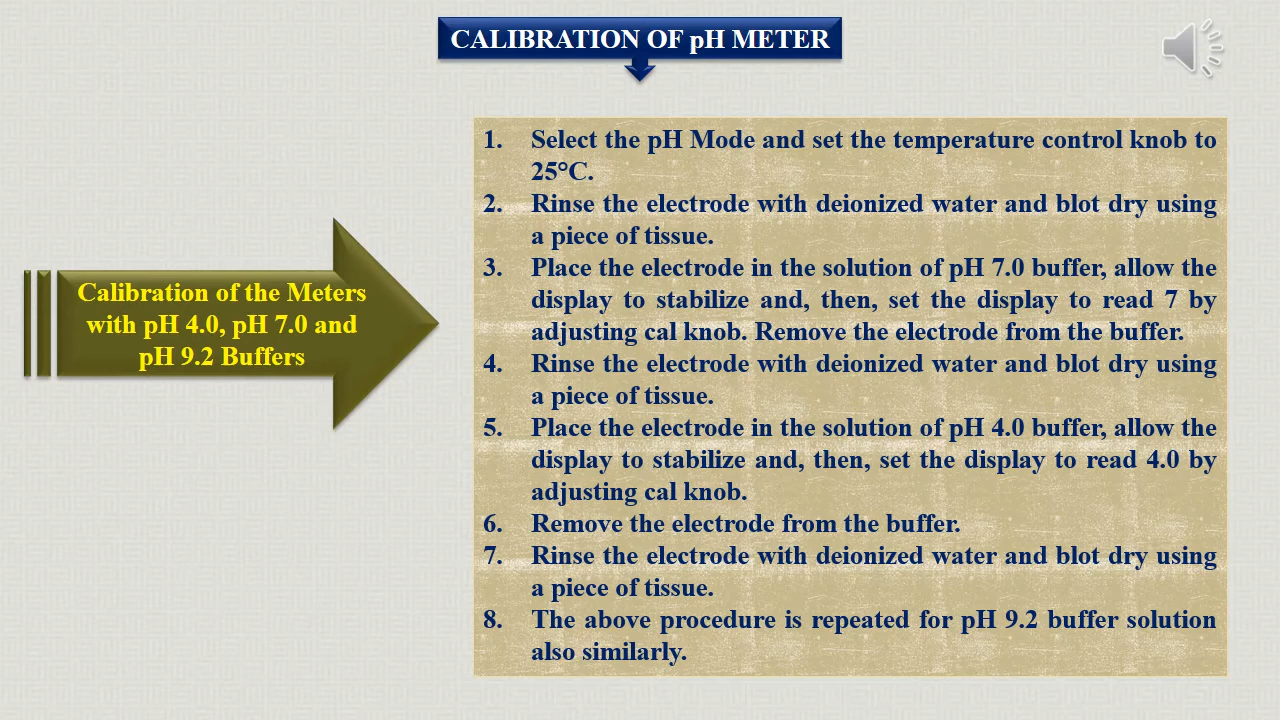 CALIBRATION OF pH METER
Calibration of the Meters
with pH 4.0, pH 7.0 and
pH 9.2 Buffers
1. Select the pH Mode and set the temperature control knob to
25°C.
2. Rinse the electrode with deionized water and blot dry using
a piece of tissue.
3. Place the electrode in the solution of pH 7.0 buffer, allow the
display to stabilize and, then, set the display to read 7 by
adjusting cal knob. Remove the electrode from the buffer.
4. Rinse the electrode with deionized water and blot dry using
a piece of tissue.
5. Place the electrode in the solution of pH 4.0 buffer, allow the
display to stabilize and, then, set the display to read 4.0 by
adjusting cal knob.
6. Remove the electrode from the buffer.
7. Rinse the electrode with deionized water and blot dry using
a piece of tissue.
8. The above procedure is repeated for pH 9.2 buffer solution
also similarly.